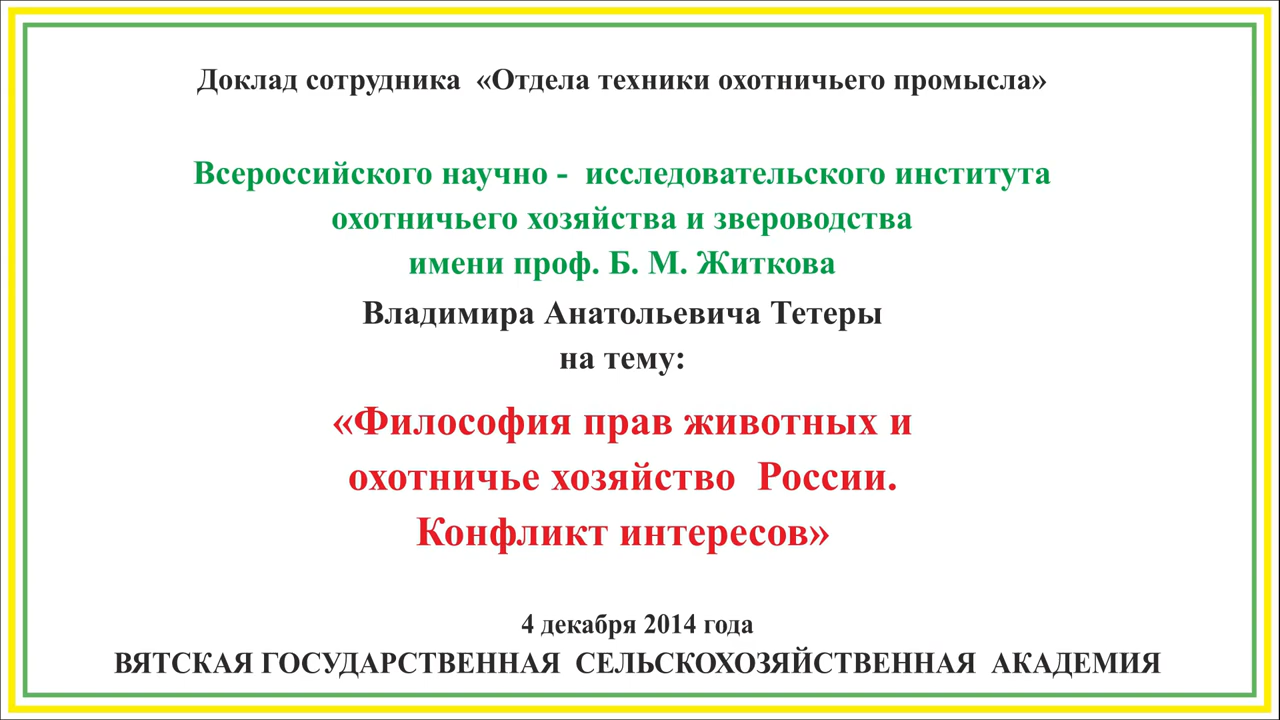 Доклад сотрудника «Отдела техники охотничьего промысла»
Всероссийского научно - исследовательского института
охотничьего хозяйства и звероводства
имени проф. Б. М. Житкова
Владимира Анатольевича Тетеры
на тему:
«Философия прав животных и
охотничье хозяйство России.
Конфликт интересов»
4 декабря 2014 года
ВЯТСКАЯ ГОСУДАРСТВЕННАЯ СЕЛЬСКОХОЗЯЙСТВЕННАЯ АКАДЕМИЯ